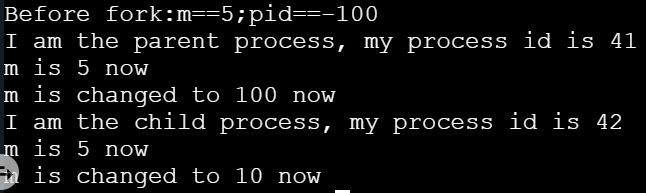 Before fork:m==5;pid==-100
I am the parent process, my process id is 41
m is 5 now
m is changed to 100 now
I am the child process, my process id is 42
m is 5 now
m is changed to 10 now